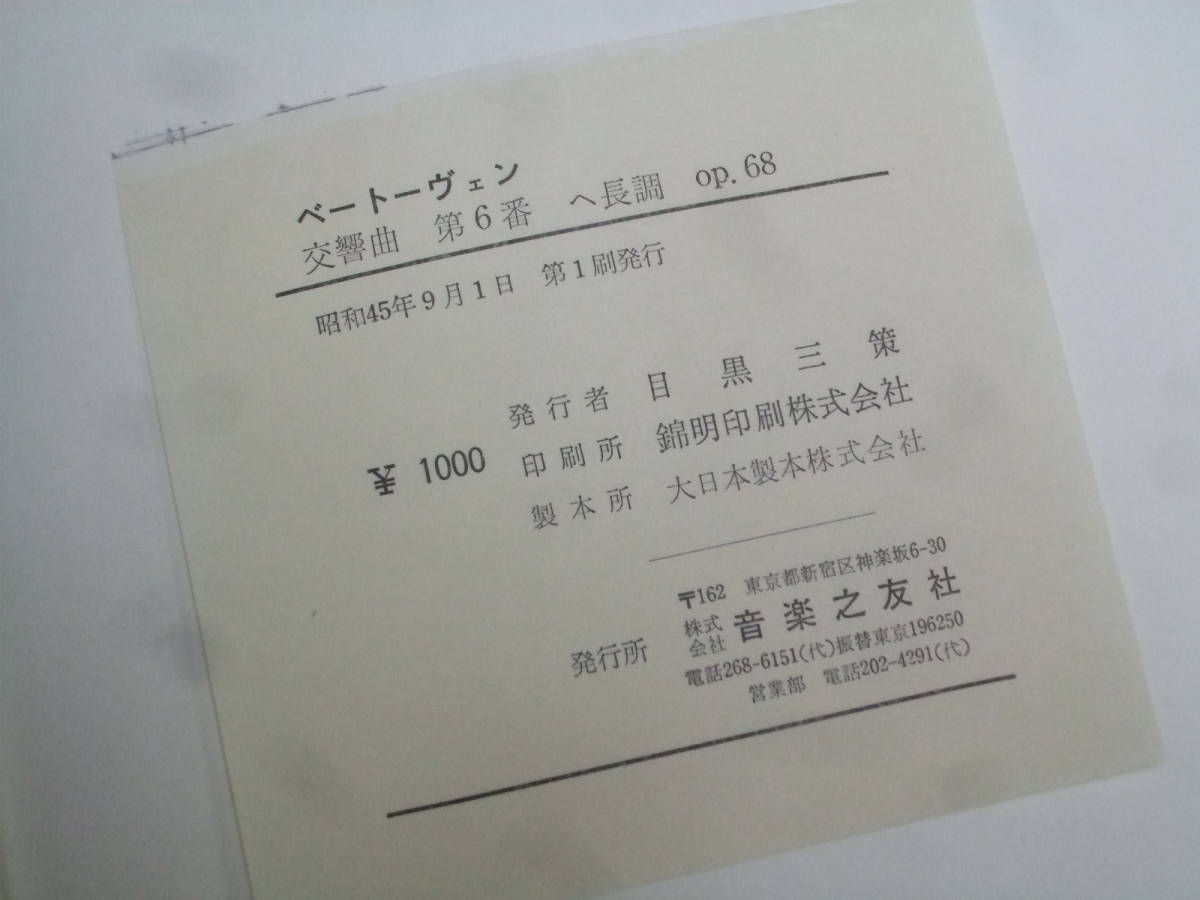 ベートーヴェン
交響曲 第6番 ヘ長調 op.68
昭和45年9月1日 第1刷発行
発行者 目黒三策
¥ 1000 印刷所 錦明印刷株式会社
製本所 大日本製本株式会社
〒162 東京都新宿区神楽坂6-30
発行所 株式会社 音楽之友社
電話268-6151(代)振替東京196250
営業部 電話202-4291(代)